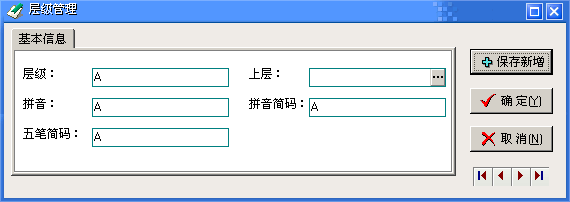 层级管理
基本信息
层级： A 上层： ...
拼音： A 拼音简码： A
五笔简码： A
保存新增
确 定(Y)
取 消(N)